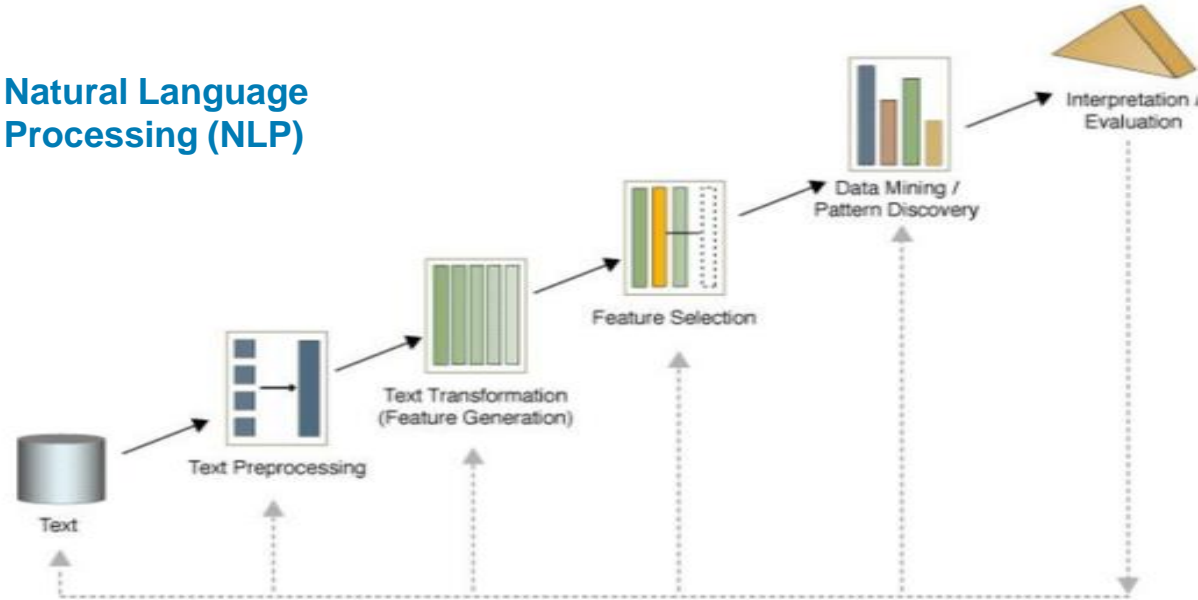 Natural Language
Processing (NLP)
Interpretation /
Evaluation
Data Mining /
Pattern Discovery
Feature Selection
Text Transformation
(Feature Generation)
Text Preprocessing
Text